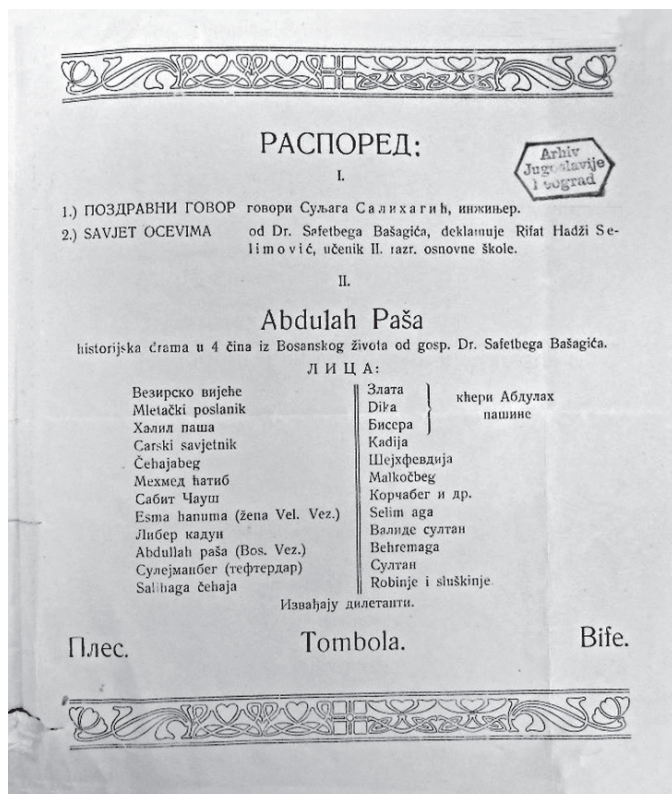 РАСПОРЕД:
Arhiv
Jugoslavije
Beograd
I.
1.) ПОЗДРАВНИ ГОВОР говори Суљага Салихагић, инжињер.
2.) SAVJET OCEVIMA od Dr. Safetbega Bašagića, deklamuje Rifat Hadži Se-
limović, učenik II. razr. osnovne škole.
II.
Abdulah Paša
historijska drama u 4 čina iz Bosanskog života od gosp. Dr. Safetbega Bašagića.
ЛИЦА:
Везирско вијеће
Mletački poslanik
Халил паша
Carski savjetnik
Čehajabeg
Мехмед ћатиб
Сабит Чауш
Esma hanuma (žena Vel. Vez.)
Либер кадун
Abdullah paša (Bos. Vez.)
Сулејманбег (тефтердар)
Salihaga čehaja
Злата
Dika
Бисера
кћери Абдулах
пашине
Kadija
Шејхфевдија
Malkočbeg
Корчабег и др.
Selim aga
Валиде султан
Behremaga
Султан
Robinje i sluškinje
Извађају дилетанти.
Плес. Tombola. Bife.